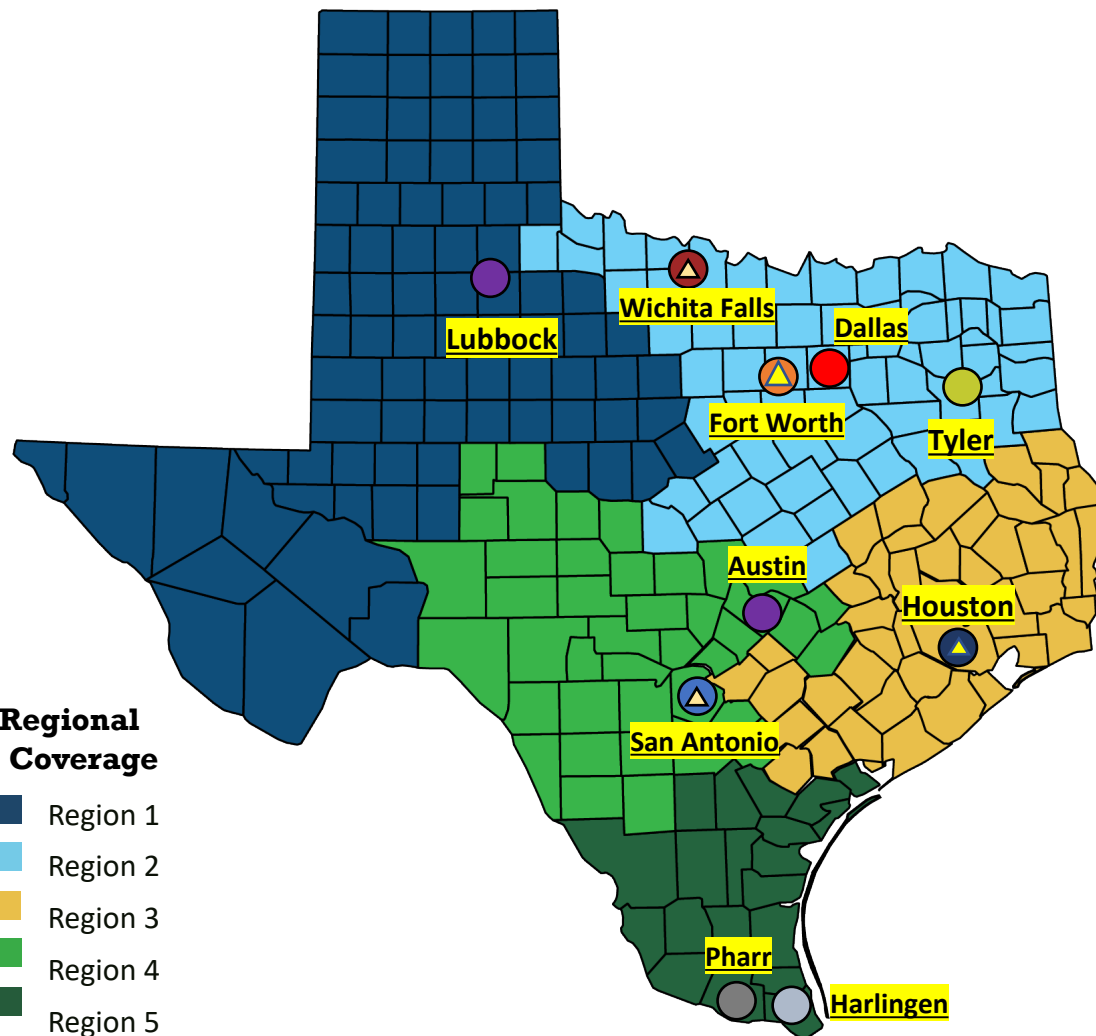 Wichita Falls
Dallas
Lubbock
Fort Worth
Tyler
Austin
Houston
San Antonio
Regional
Coverage
Region 1
Region 2
Region 3
Region 4
Region 5
Pharr
Harlingen